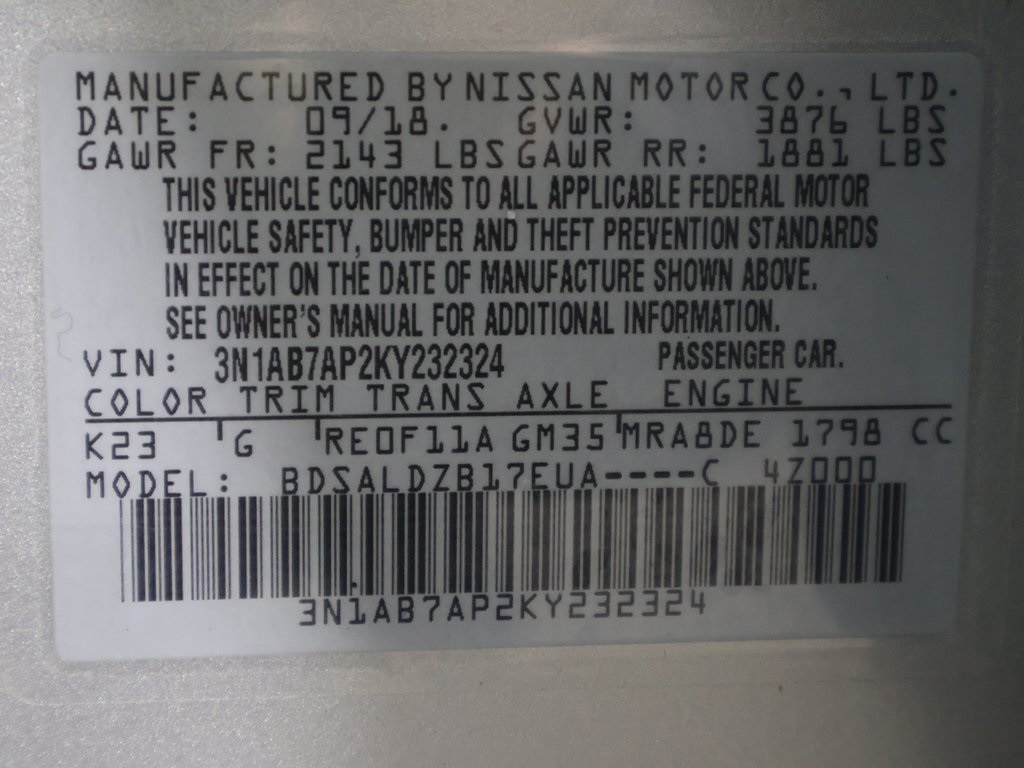 MANUFACTURED BY NISSAN MOTOR CO., LTD.
DATE: 09/18. GVWR: 3876 LBS
GAWR FR: 2143 LBS GAWR RR: 1881 LBS
THIS VEHICLE CONFORMS TO ALL APPLICABLE FEDERAL MOTOR
VEHICLE SAFETY, BUMPER AND THEFT PREVENTION STANDARDS
IN EFFECT ON THE DATE OF MANUFACTURE SHOWN ABOVE.
SEE OWNER'S MANUAL FOR ADDITIONAL INFORMATION.
VIN: 3N1AB7AP2KY232324 PASSENGER CAR.
COLOR TRIM TRANS AXLE ENGINE
K23 G RE0F11A GM35 MRA8DE 1798 CC
MODEL: BDSALDZB17EUA----C 4Z000
3N1AB7AP2KY232324